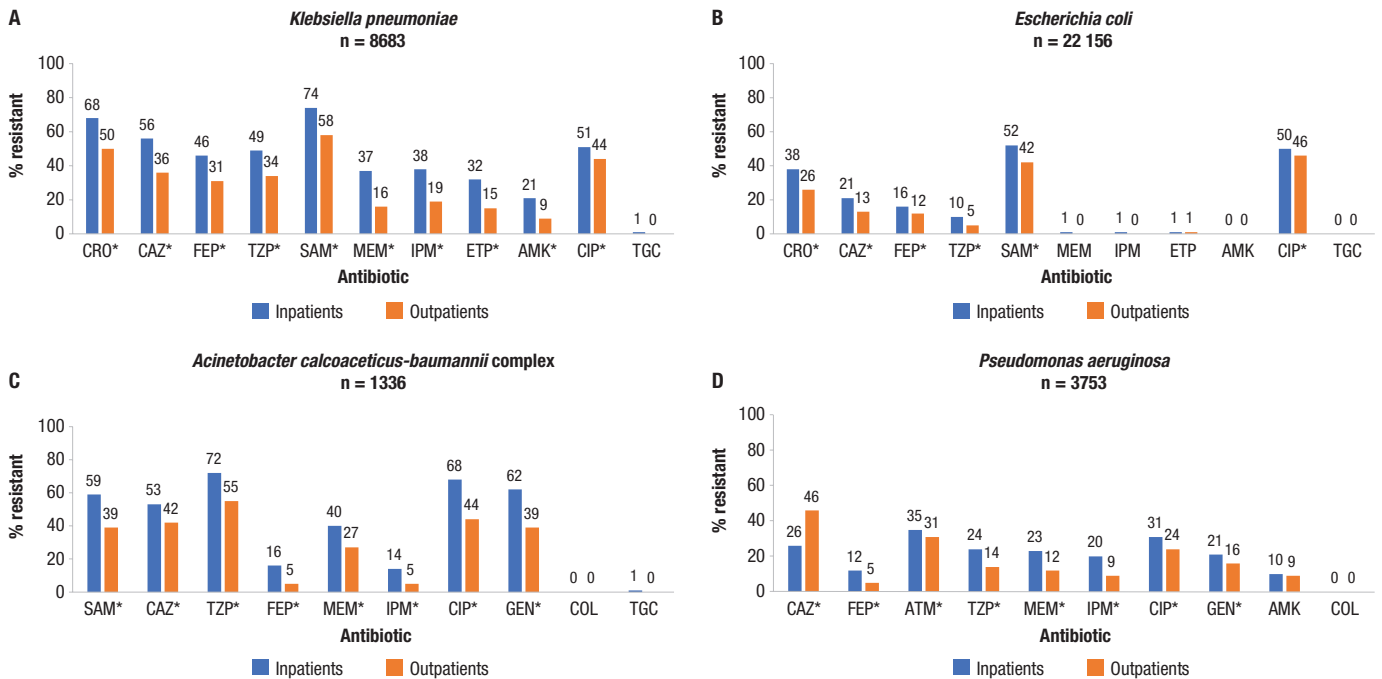 A
Klebsiella pneumoniae
n = 8683
% resistant
100
80
60
40
20
0
68 50 56 36 46 31 49 34 74 58 37 16 38 19 32 15 21 9 51 44 1 0
CRO* CAZ* FEP* TZP* SAM* MEM* IPM* ETP* AMK* CIP* TGC
Antibiotic
Inpatients Outpatients
B
Escherichia coli
n = 22 156
% resistant
100
80
60
40
20
0
38 26 21 13 16 12 10 5 52 42 1 0 1 0 1 1 0 0 50 46 0 0
CRO* CAZ* FEP* TZP* SAM* MEM IPM ETP AMK CIP* TGC
Antibiotic
Inpatients Outpatients
C
Acinetobacter calcoaceticus-baumannii complex
n = 1336
% resistant
100
80
60
40
20
0
59 39 53 42 72 55 16 5 40 27 14 5 68 44 62 39 0 0 1 0
SAM* CAZ* TZP* FEP* MEM* IPM* CIP* GEN* COL TGC
Antibiotic
Inpatients Outpatients
D
Pseudomonas aeruginosa
n = 3753
% resistant
100
80
60
40
20
0
26 46 12 5 35 31 24 14 23 12 20 9 31 24 21 16 10 9 0 0
CAZ* FEP* ATM* TZP* MEM* IPM* CIP* GEN* AMK COL
Antibiotic
Inpatients Outpatients